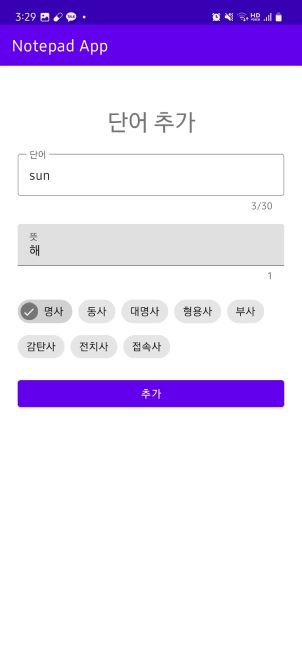 3:29
Notepad App
단어 추가
단어
sun
3/30
뜻
해
1
명사 동사 대명사 형용사 부사
감탄사 전치사 접속사
추가